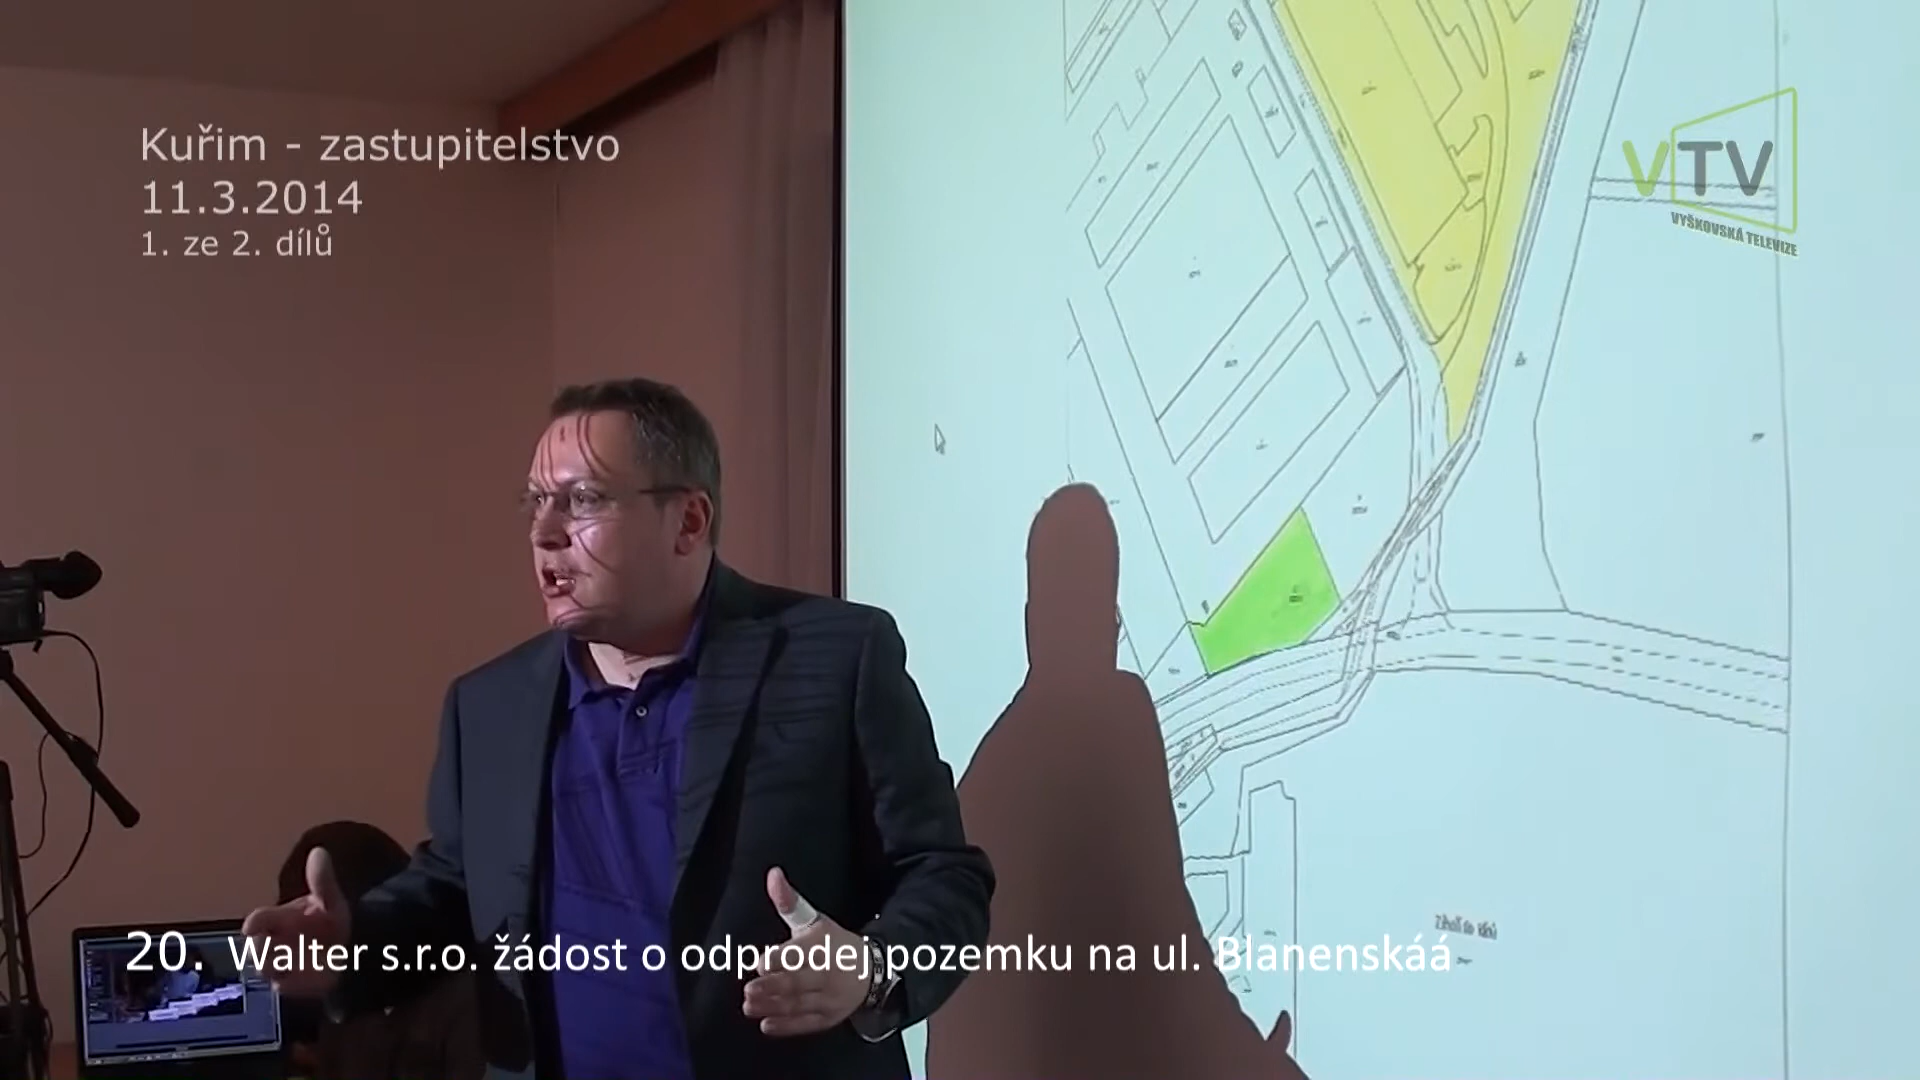 Kuřim - zastupitelstvo
11.3.2014
1. ze 2. dílů
VTV
VYŠKOVSKÁ TELEVIZE
20. Walter s.r.o. žádost o odprodej pozemku na ul. Blanenskáá